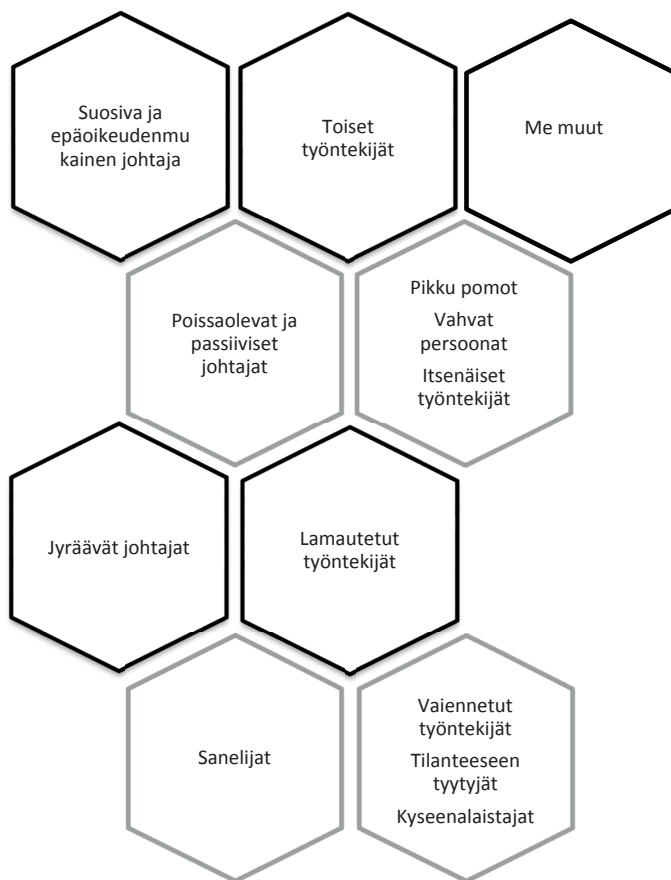 Suosiva ja
epäoikeudenmu
kainen johtaja
Toiset
työntekijät
Me muut
Poissaolevat ja
passiiviset
johtajat
Pikku pomot
Vahvat
persoonat
Itsenäiset
työntekijät
Jyräävät johtajat
Lamautetut
työntekijät
Sanelijat
Vaiennetut
työntekijät
Tilanteeseen
tyytyjät
Kyseenalaistajat